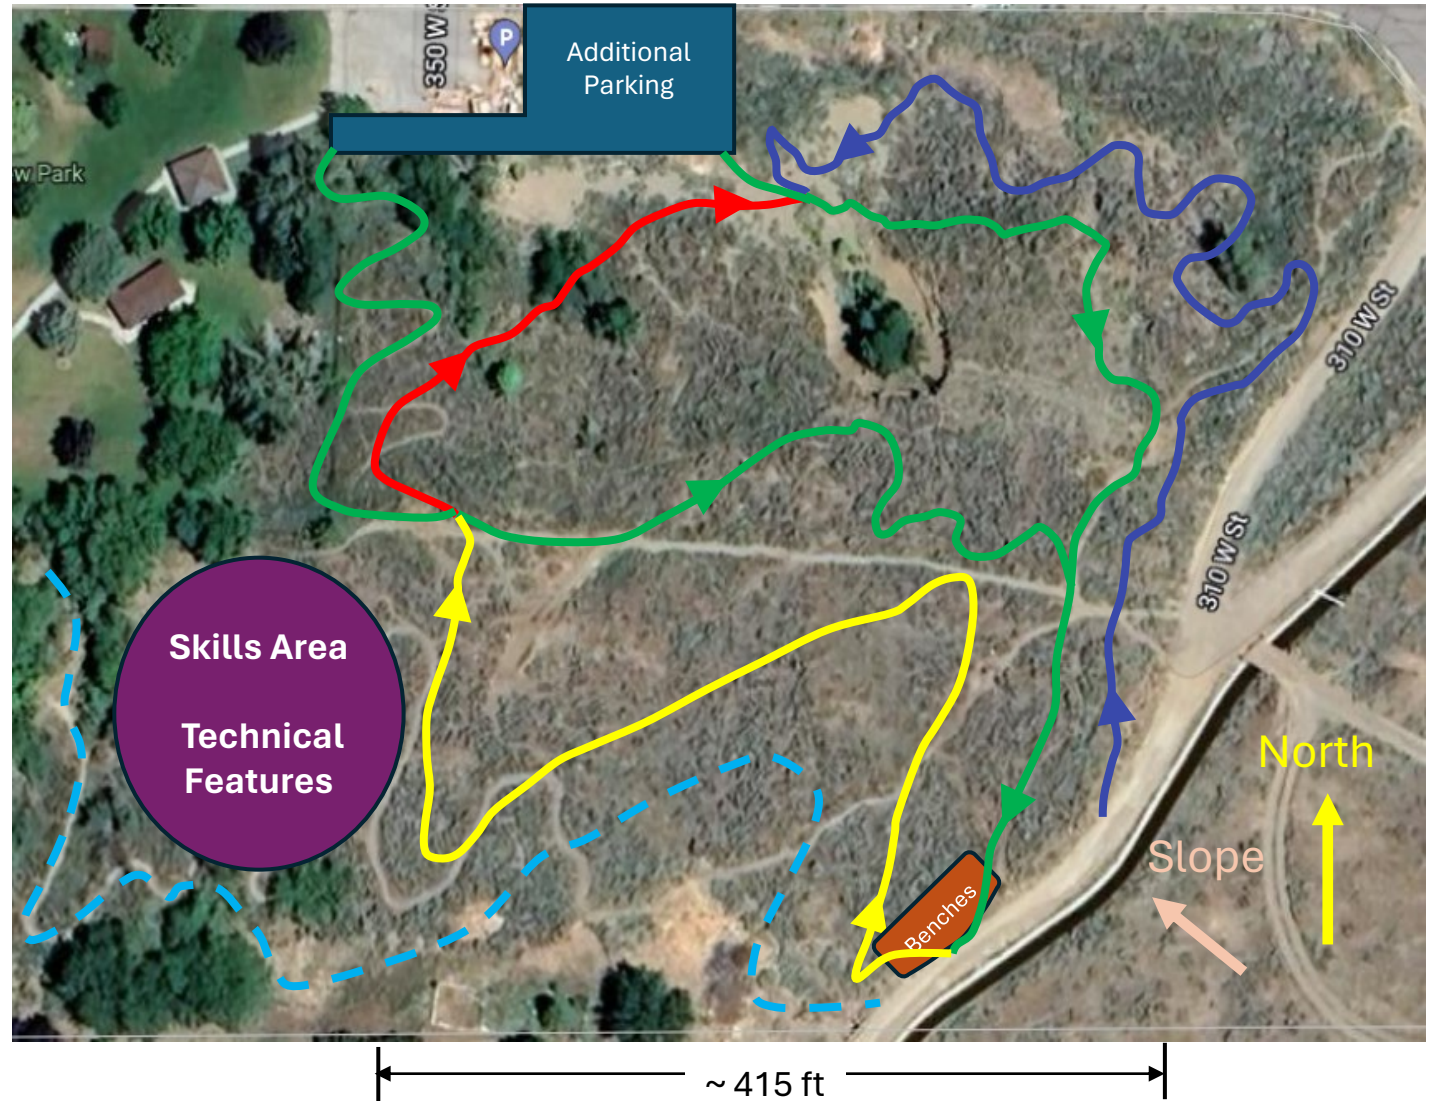 350 W S
P
Additional
Parking
w Park
310 W St
310 W St
Skills Area
Technical
Features
North
Slope
Benches
~ 415 ft